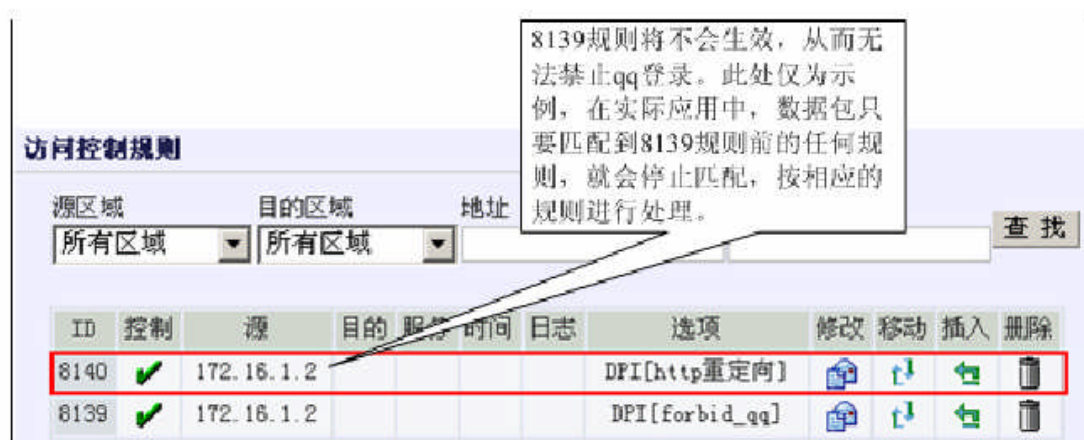 8139规则将不会生效，从而无
法禁止qq登录。此处仅为示
例，在实际应用中，数据包只
要匹配到8139规则前的任何规
则，就会停止匹配，按相应的
规则进行处理。
访问控制规则
源区域 目的区域 地址
所有区域 所有区域 查找
ID 控制 源 目的 服务 时间 日志 选项 修改 移动 插入 删除
8140 172.16.1.2 DPI[http重定向]
8139 172.16.1.2 DPI[forbid_qq]